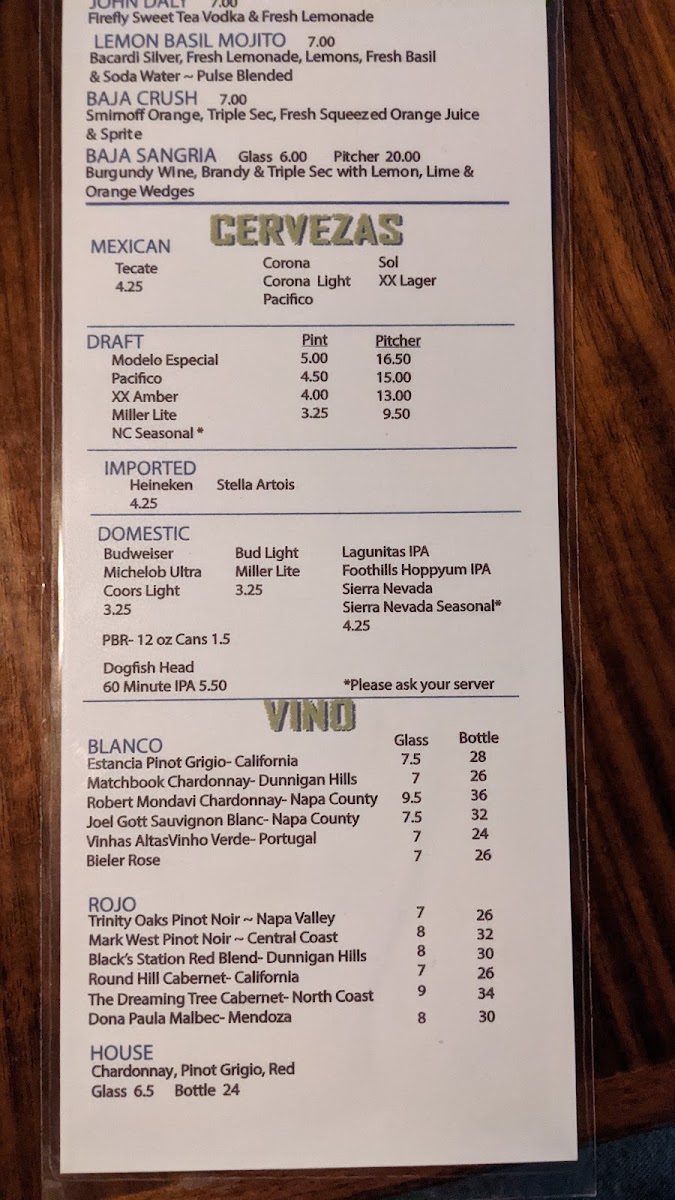 JOHN DALY 7.00
Firefly Sweet Tea Vodka & Fresh Lemonade
LEMON BASIL MOJITO 7.00
Bacardi Silver, Fresh Lemonade, Lemons, Fresh Basil
& Soda Water ~ Pulse Blended
BAJA CRUSH 7.00
Smirnoff Orange, Triple Sec, Fresh Squeezed Orange Juice
& Sprite
BAJA SANGRIA Glass 6.00 Pitcher 20.00
Burgundy WIne, Brandy & Triple Sec with Lemon, Lime &
Orange Wedges
CERVEZAS
MEXICAN
Tecate Corona Sol
4.25 Corona Light XX Lager
Pacifico
DRAFT Pint Pitcher
Modelo Especial 5.00 16.50
Pacifico 4.50 15.00
XX Amber 4.00 13.00
Miller Lite 3.25 9.50
NC Seasonal *
IMPORTED
Heineken Stella Artois
4.25
DOMESTIC
Budweiser Bud Light Lagunitas IPA
Michelob Ultra Miller Lite Foothills Hoppyum IPA
Coors Light 3.25 Sierra Nevada
3.25 Sierra Nevada Seasonal*
4.25
PBR- 12 oz Cans 1.5
Dogfish Head
60 Minute IPA 5.50 *Please ask your server
VINO
BLANCO Glass Bottle
Estancia Pinot Grigio- California 7.5 28
Matchbook Chardonnay- Dunnigan Hills 7 26
Robert Mondavi Chardonnay- Napa County 9.5 36
Joel Gott Sauvignon Blanc- Napa County 7.5 32
Vinhas AltasVinho Verde- Portugal 7 24
Bieler Rose 7 26
ROJO
Trinity Oaks Pinot Noir ~ Napa Valley 7 26
Mark West Pinot Noir ~ Central Coast 8 32
Black's Station Red Blend- Dunnigan Hills 8 30
Round Hill Cabernet- California 7 26
The Dreaming Tree Cabernet- North Coast 9 34
Dona Paula Malbec- Mendoza 8 30
HOUSE
Chardonnay, Pinot Grigio, Red
Glass 6.5 Bottle 24